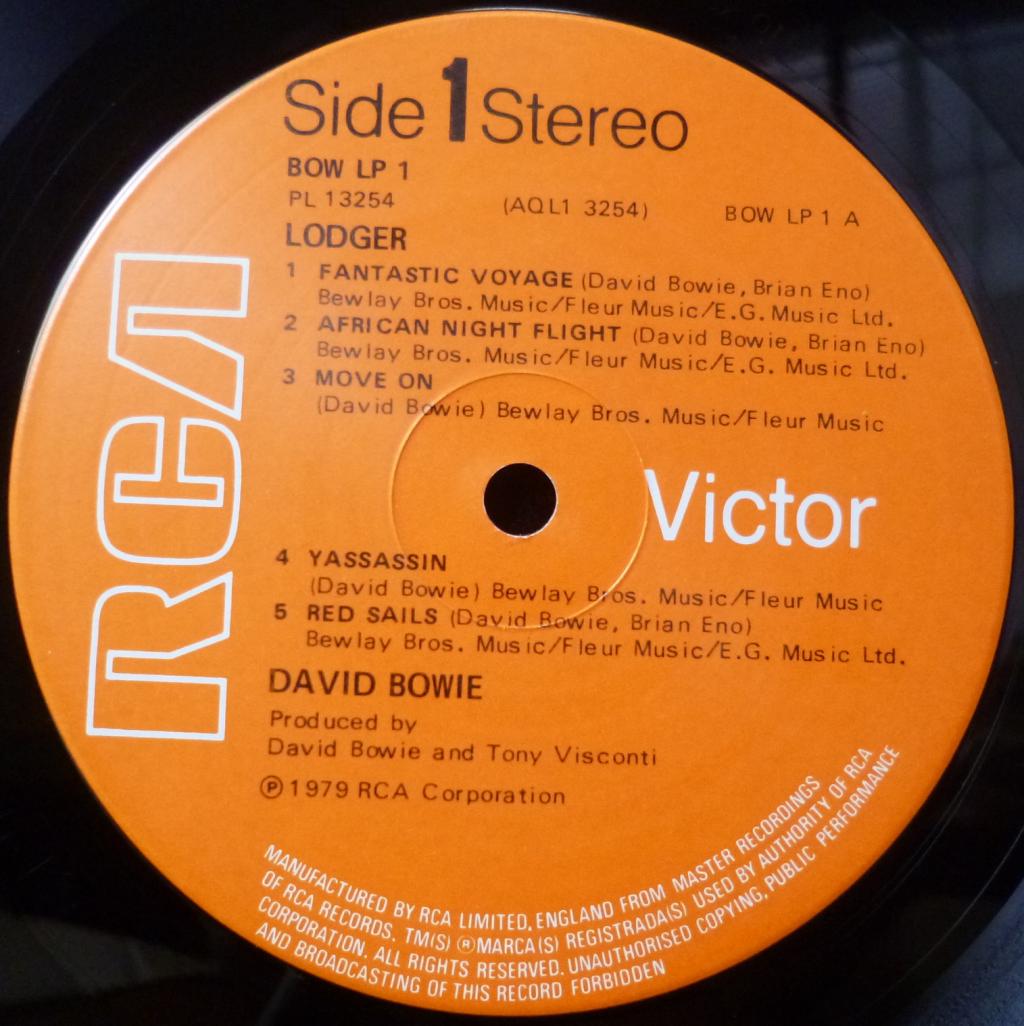 Side 1 Stereo
BOW LP 1
PL 13254 (AQL1 3254) BOW LP 1 A
LODGER
1 FANTASTIC VOYAGE (David Bowie, Brian Eno)
Bewlay Bros. Music/Fleur Music/E.G. Music Ltd.
2 AFRICAN NIGHT FLIGHT (David Bowie, Brian Eno)
Bewlay Bros. Music/Fleur Music/E.G. Music Ltd.
3 MOVE ON
(David Bowie) Bewlay Bros. Music/Fleur Music
RCA
Victor
4 YASSASSIN
(David Bowie) Bewlay Bros. Music/Fleur Music
5 RED SAILS (David Bowie, Brian Eno)
Bewlay Bros. Music/Fleur Music/E.G. Music Ltd.
DAVID BOWIE
Produced by
David Bowie and Tony Visconti
℗ 1979 RCA Corporation
MANUFACTURED BY RCA LIMITED, ENGLAND FROM MASTER RECORDINGS
OF RCA RECORDS. TM(S) ® MARCA(S) REGISTRADA(S) USED BY AUTHORITY OF RCA
CORPORATION. ALL RIGHTS RESERVED. UNAUTHORISED COPYING, PUBLIC PERFORMANCE
AND BROADCASTING OF THIS RECORD FORBIDDEN